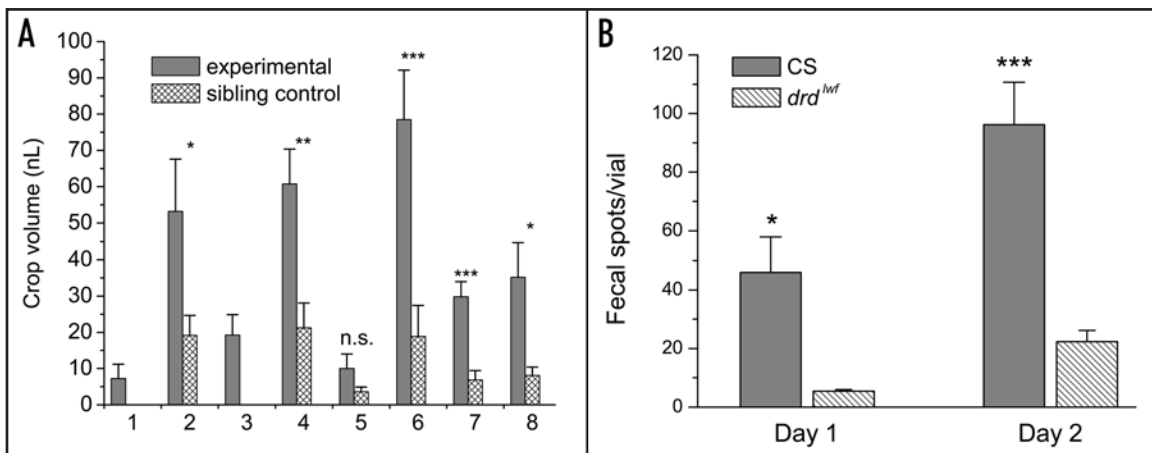 A
100
90
80
70
60
50
40
30
20
10
0
Crop volume (nL)
experimental
sibling control
*
**
n.s.
***
***
*
1 2 3 4 5 6 7 8
B
120
100
80
60
40
20
0
Fecal spots/vial
CS
drd^lwf
*
***
Day 1 Day 2